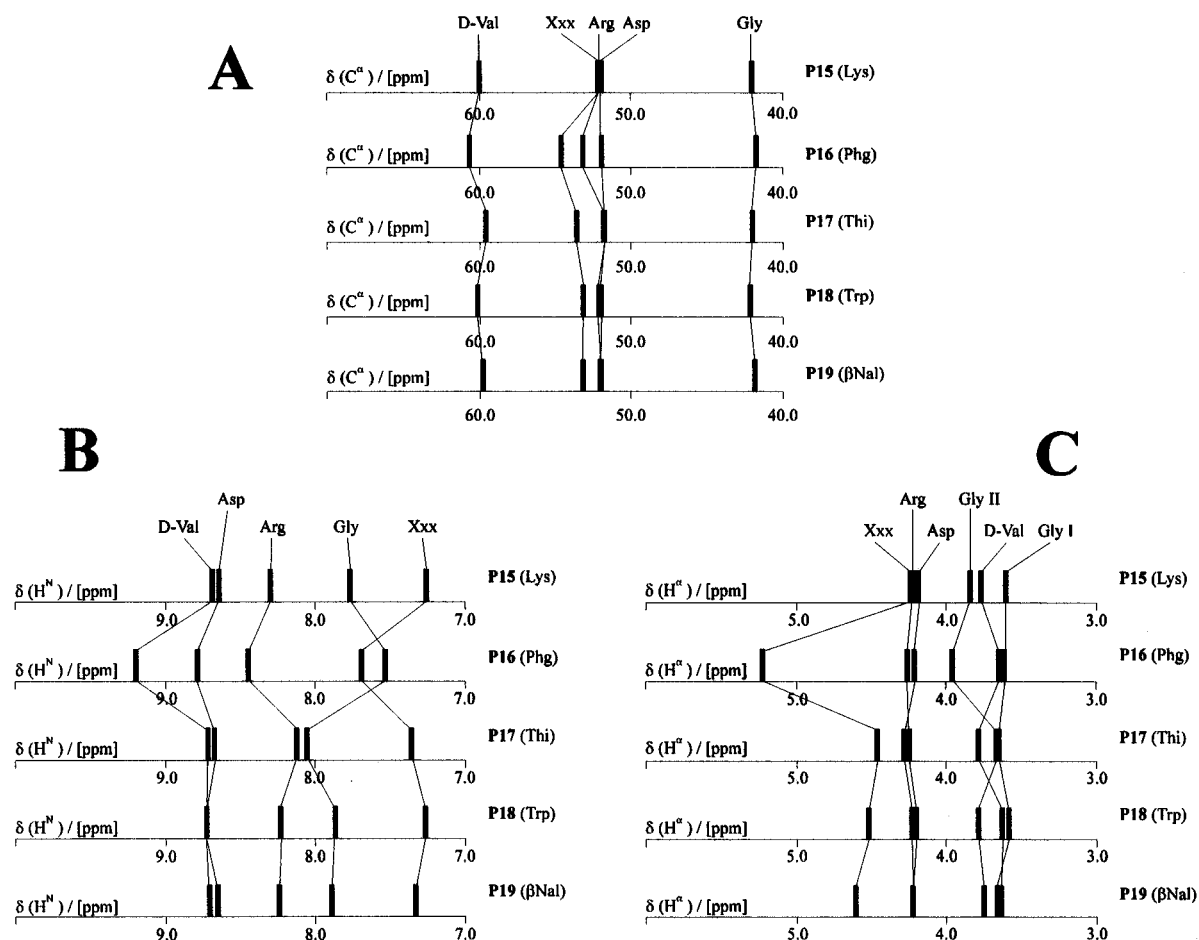 A
D-Val Xxx Arg Asp Gly
δ (Cα) / [ppm] P15 (Lys)
60.0 50.0 40.0
δ (Cα) / [ppm] P16 (Phg)
60.0 50.0 40.0
δ (Cα) / [ppm] P17 (Thi)
60.0 50.0 40.0
δ (Cα) / [ppm] P18 (Trp)
60.0 50.0 40.0
δ (Cα) / [ppm] P19 (βNal)
60.0 50.0 40.0
B
Asp
D-Val Arg Gly Xxx
δ (HN) / [ppm] P15 (Lys)
9.0 8.0 7.0
δ (HN) / [ppm] P16 (Phg)
9.0 8.0 7.0
δ (HN) / [ppm] P17 (Thi)
9.0 8.0 7.0
δ (HN) / [ppm] P18 (Trp)
9.0 8.0 7.0
δ (HN) / [ppm] P19 (βNal)
9.0 8.0 7.0
C
Arg Gly II
Xxx Asp D-Val Gly I
δ (Hα) / [ppm] P15 (Lys)
5.0 4.0 3.0
δ (Hα) / [ppm] P16 (Phg)
5.0 4.0 3.0
δ (Hα) / [ppm] P17 (Thi)
5.0 4.0 3.0
δ (Hα) / [ppm] P18 (Trp)
5.0 4.0 3.0
δ (Hα) / [ppm] P19 (βNal)
5.0 4.0 3.0